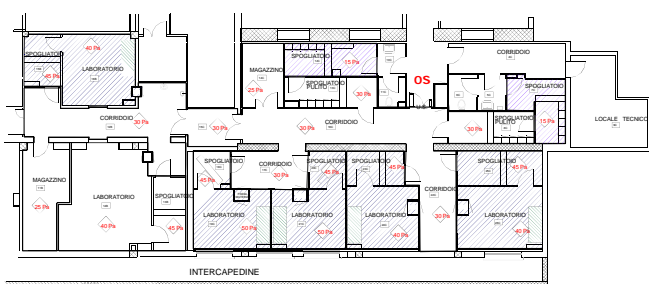 40 Pa
SPOGLIATOIO
45 Pa
LABORATORIO
CORRIDOIO
30 Pa
MAGAZZINO
25 Pa
SPOGLIATOIO
15 Pa
SPOGLIATOIO
PULITO
30 Pa
OS
CORRIDOIO
SPOGLIATOIO
15 Pa
LOCALE TECNICO
SPOGLIATOIO
PULITO
30 Pa
30 Pa
30 Pa
CORRIDOIO
U.S.
MAGAZZINO
25 Pa
LABORATORIO
40 Pa
SPOGLIATOIO
45 Pa
SPOGLIATOIO
45 Pa
CORRIDOIO
30 Pa
SPOGLIATOIO
45 Pa
SPOGLIATOIO
45 Pa
CORRIDOIO
30 Pa
SPOGLIATOIO
45 Pa
LABORATORIO
50 Pa
LABORATORIO
50 Pa
LABORATORIO
40 Pa
LABORATORIO
40 Pa
INTERCAPEDINE